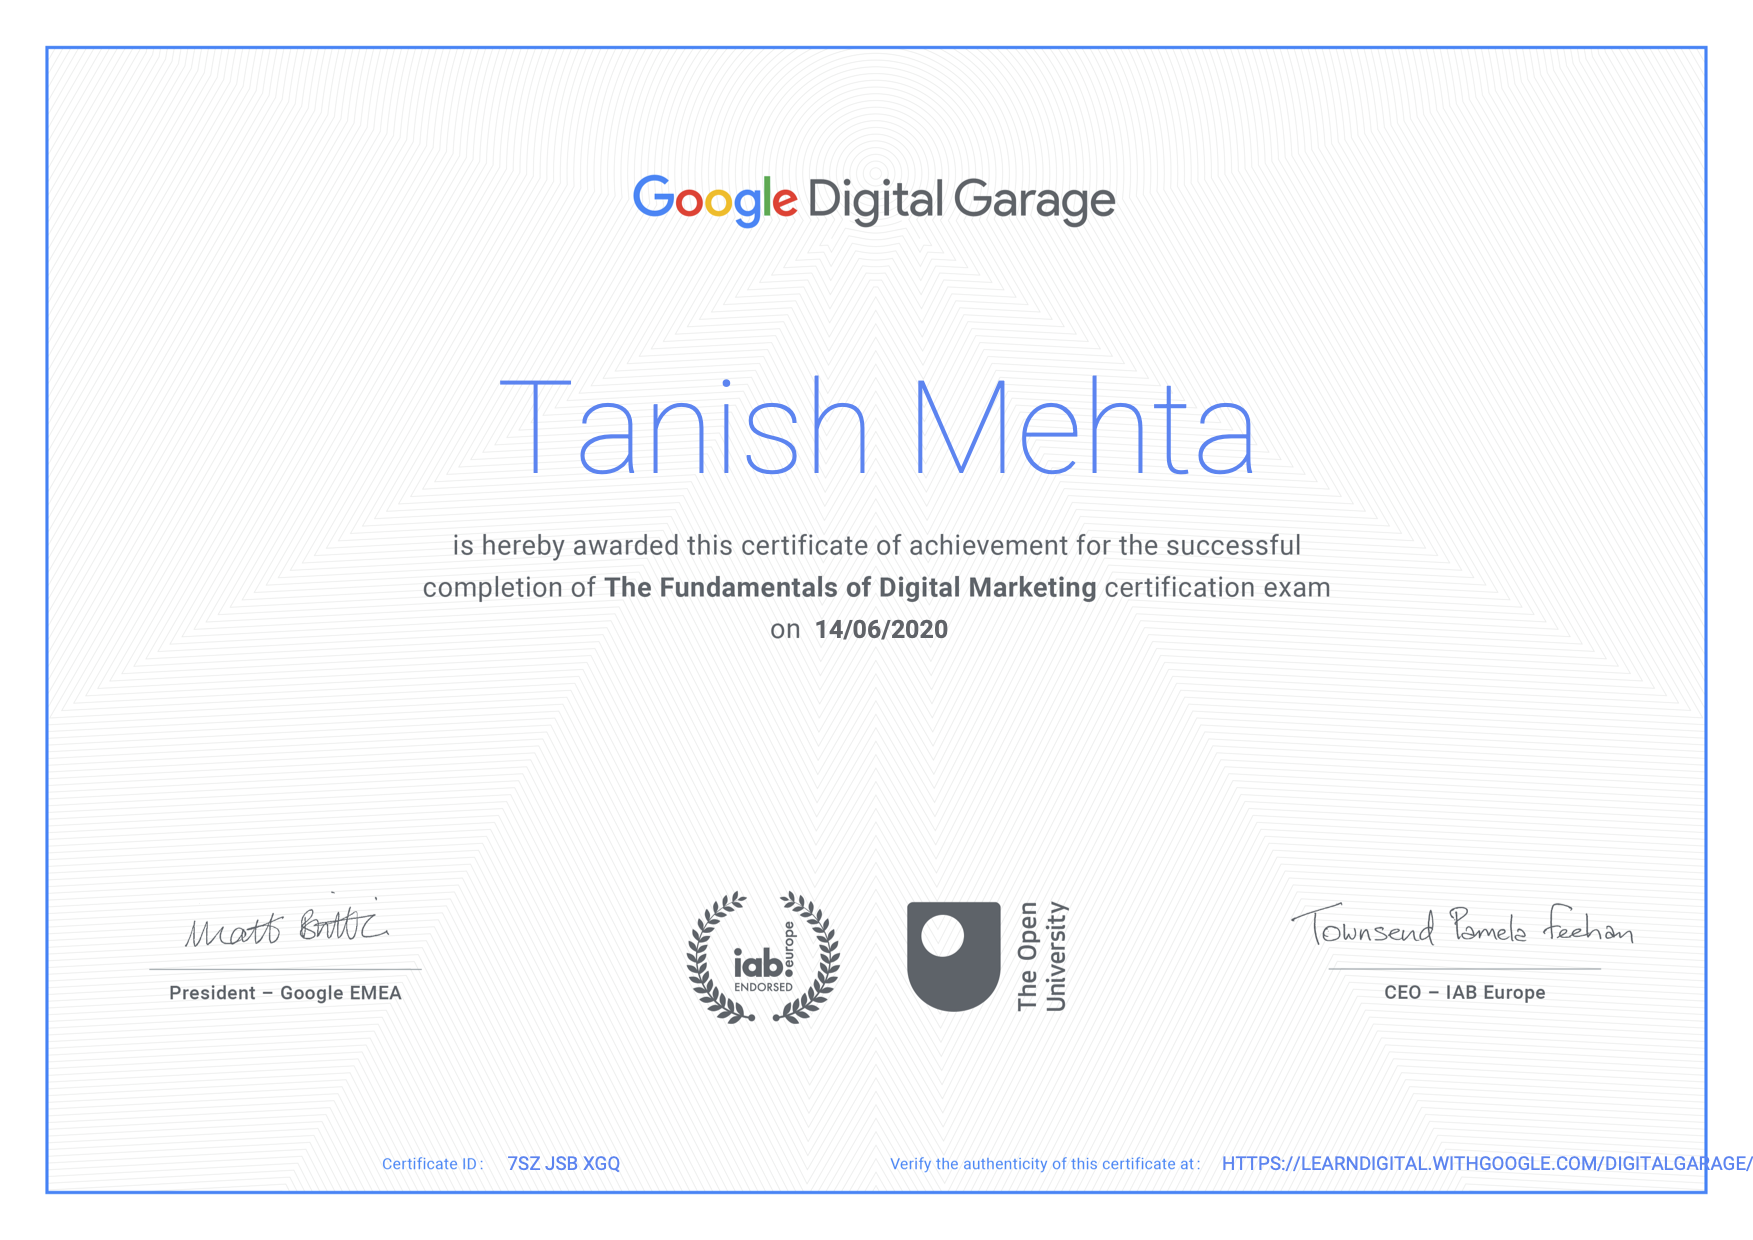 Google Digital Garage
Tanish Mehta
is hereby awarded this certificate of achievement for the successful
completion of The Fundamentals of Digital Marketing certification exam
on 14/06/2020
Matt Brittin
President – Google EMEA
iab. europe
ENDORSED
The Open
University
Townsend Pamela Feehan
CEO – IAB Europe
Certificate ID: 7SZ JSB XGQ
Verify the authenticity of this certificate at: HTTPS://LEARNDIGITAL.WITHGOOGLE.COM/DIGITALGARAGE/